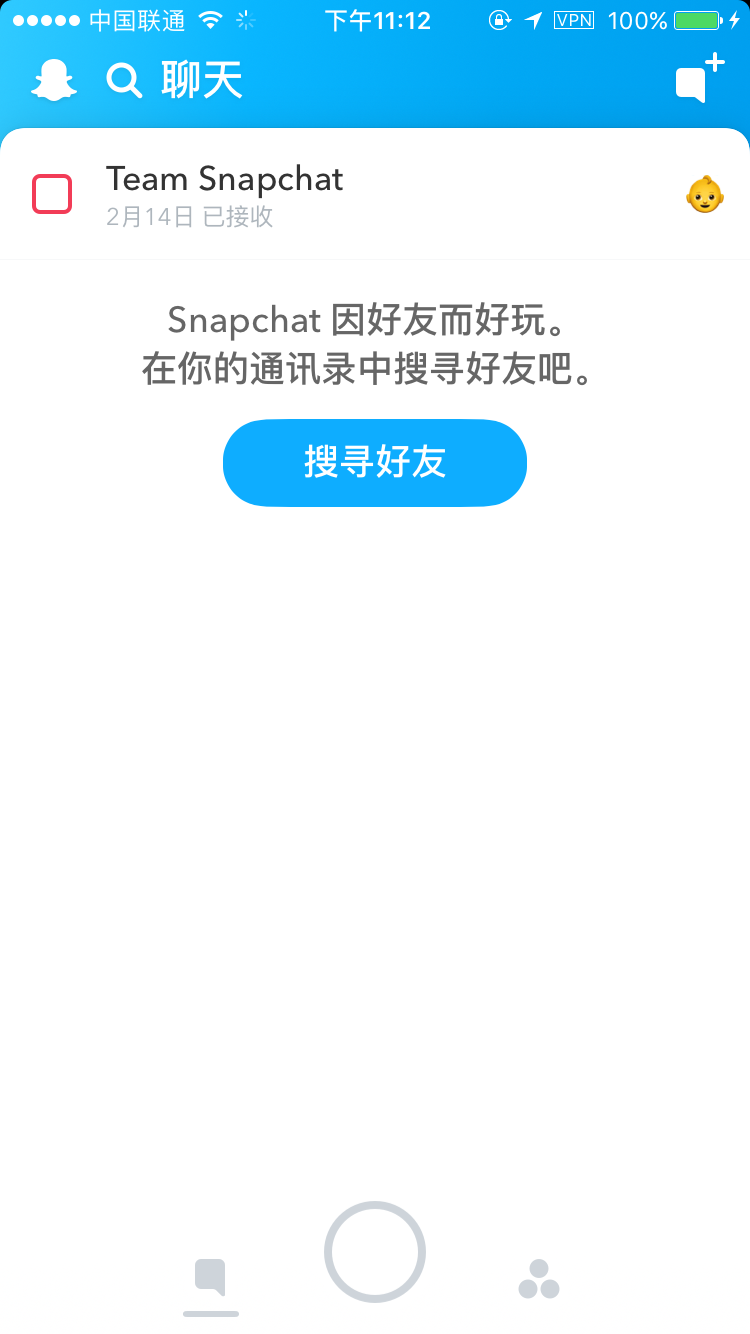 中国联通 下午11:12 VPN 100%
聊天
Team Snapchat
2月14日 已接收
Snapchat 因好友而好玩。
在你的通讯录中搜寻好友吧。
搜寻好友